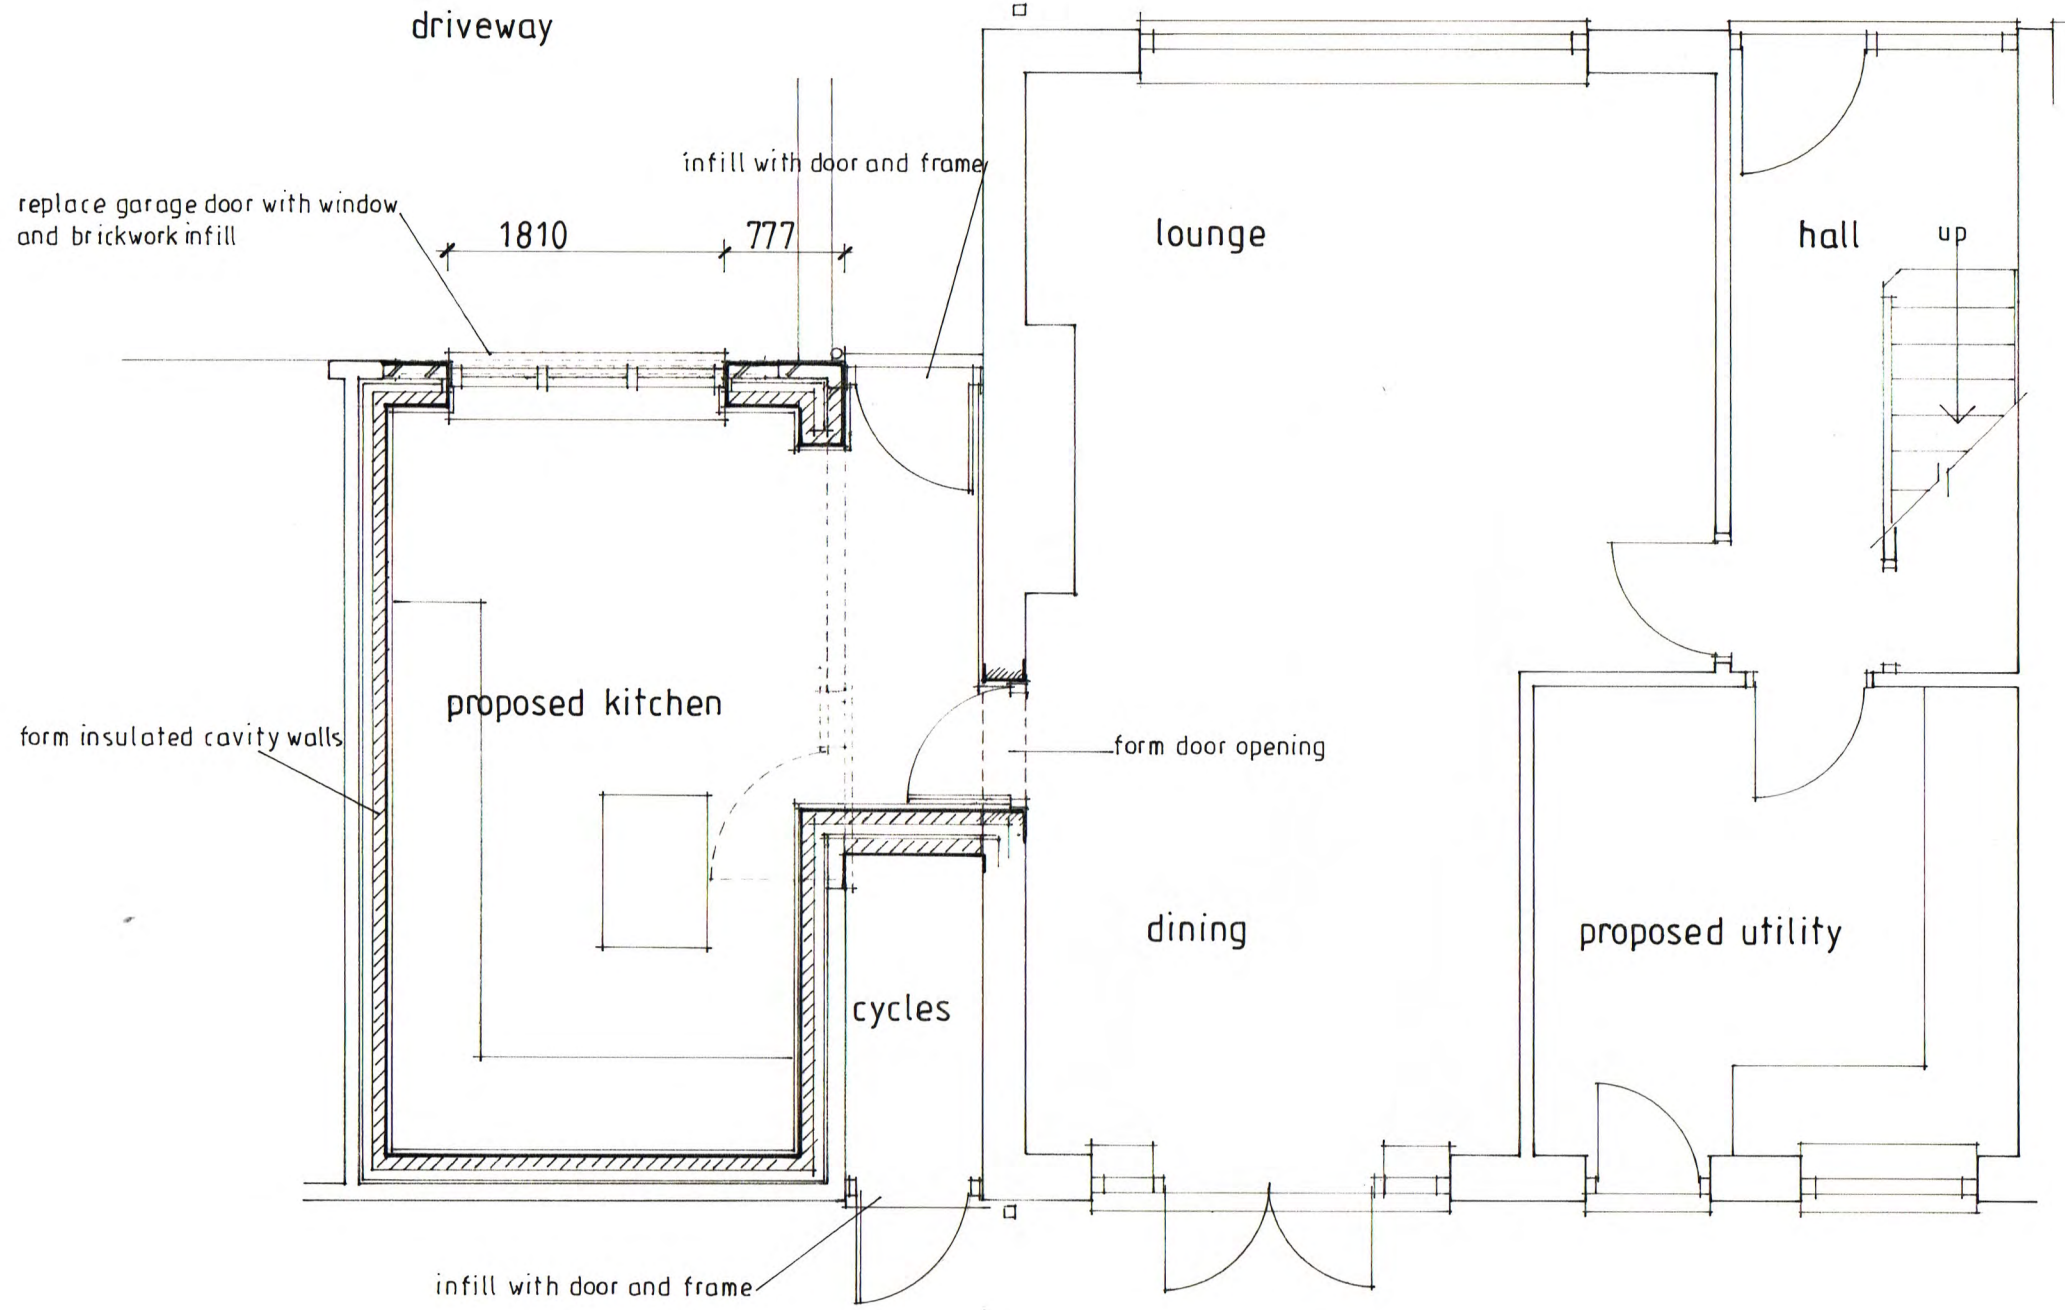 driveway
infill with door and frame
replace garage door with window
and brickwork infill
1810
777
lounge
hall
up
proposed kitchen
form insulated cavity walls
form door opening
dining
proposed utility
cycles
infill with door and frame